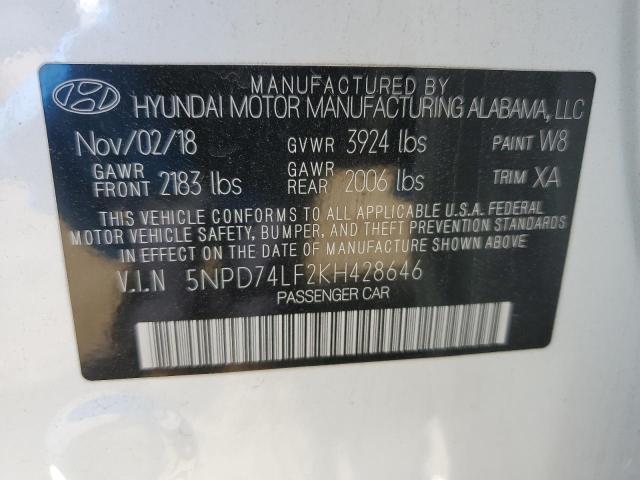 MANUFACTURED BY
HYUNDAI MOTOR MANUFACTURING ALABAMA, LLC
Nov/02/18 GVWR 3924 lbs PAINT W8
GAWR FRONT 2183 lbs GAWR REAR 2006 lbs TRIM XA
THIS VEHICLE CONFORMS TO ALL APPLICABLE U.S.A. FEDERAL
MOTOR VEHICLE SAFETY, BUMPER, AND THEFT PREVENTION STANDARDS
IN EFFECT ON THE DATE OF MANUFACTURE SHOWN ABOVE.
V.I.N 5NPD74LF2KH428646
PASSENGER CAR